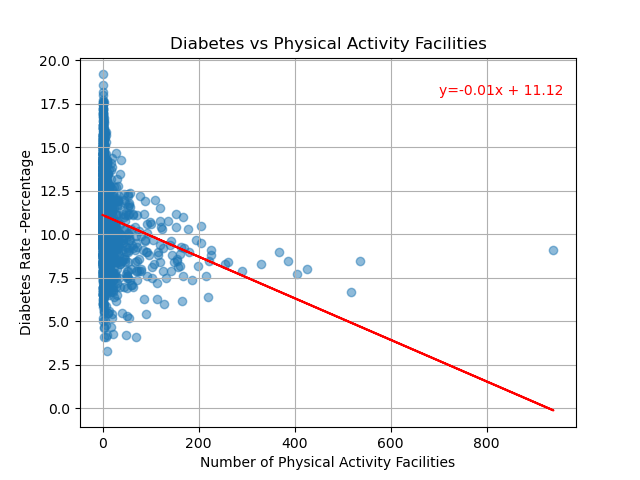 Diabetes vs Physical Activity Facilities
20.0
17.5
15.0
12.5
10.0
7.5
5.0
2.5
0.0
Diabetes Rate -Percentage
y=-0.01x + 11.12
0 200 400 600 800
Number of Physical Activity Facilities